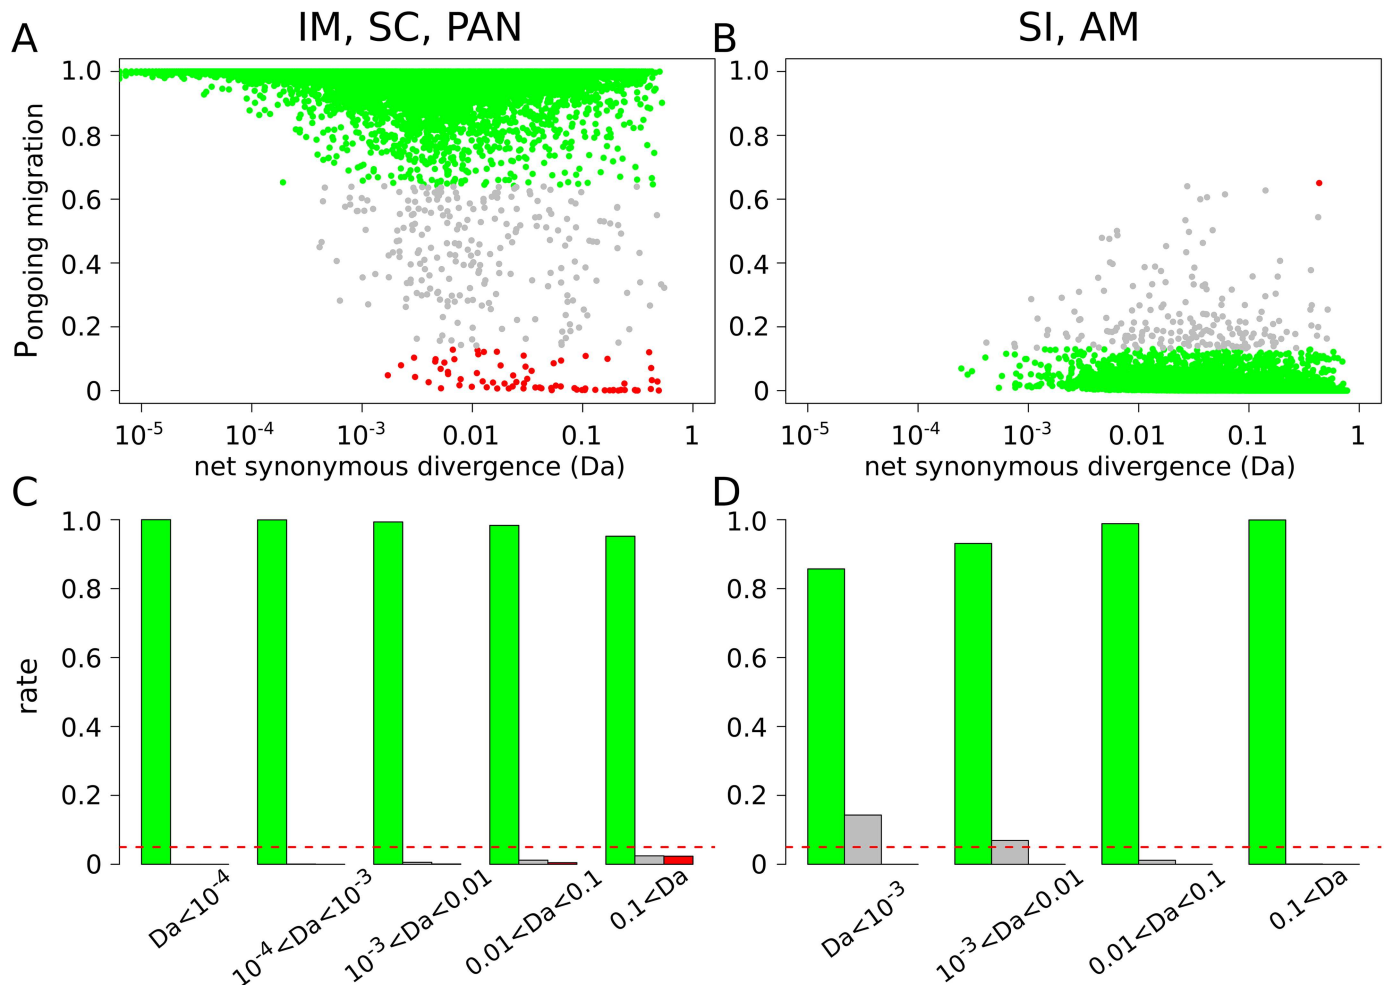 A IM, SC, PAN B SI, AM
1.0 1.0
0.8 0.8
0.6 0.6
0.4 0.4
0.2 0.2
0 0
Pongoing migration
10-5 10-4 10-3 0.01 0.1 1 10-5 10-4 10-3 0.01 0.1 1
net synonymous divergence (Da) net synonymous divergence (Da)
C D
1.0 1.0
0.8 0.8
0.6 0.6
0.4 0.4
0.2 0.2
0 0
rate
Da<10-4 10-4<Da<10-3 10-3<Da<0.01 0.01<Da<0.1 0.1<Da Da<10-3 10-3<Da<0.01 0.01<Da<0.1 0.1<Da